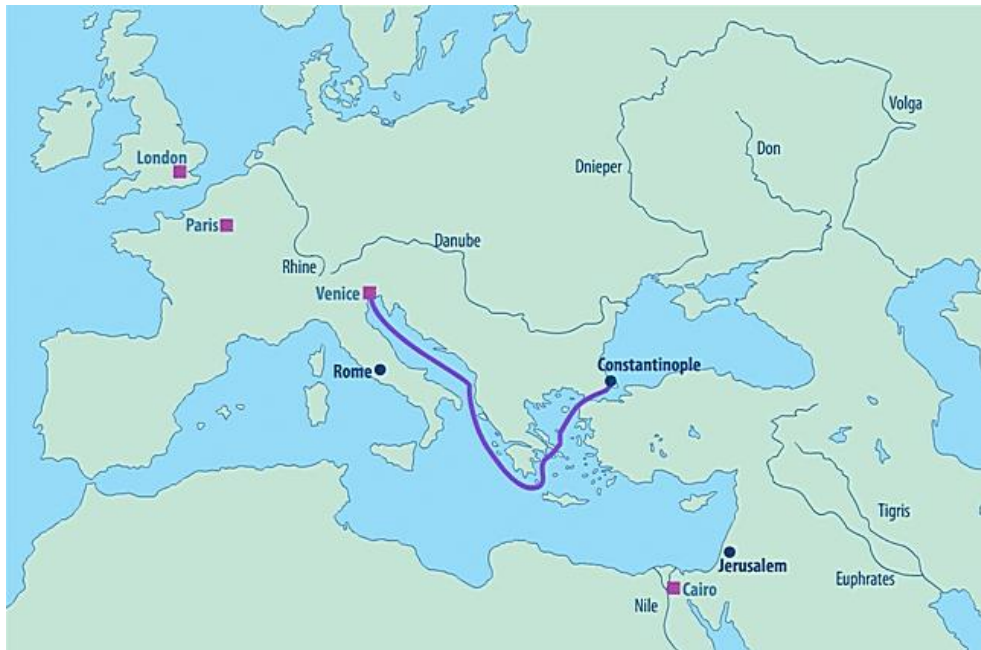 Volga
London
Don
Dnieper
Paris
Danube
Rhine
Venice
Constantinople
Rome
Tigris
Jerusalem
Euphrates
Cairo
Nile